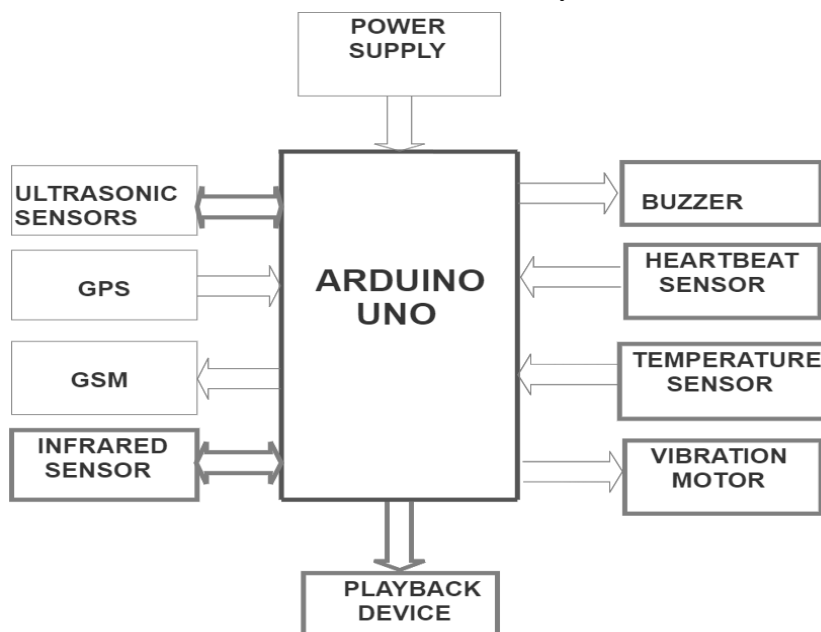 POWER
SUPPLY
ULTRASONIC
SENSORS
GPS
GSM
INFRARED
SENSOR
ARDUINO
UNO
BUZZER
HEARTBEAT
SENSOR
TEMPERATURE
SENSOR
VIBRATION
MOTOR
PLAYBACK
DEVICE